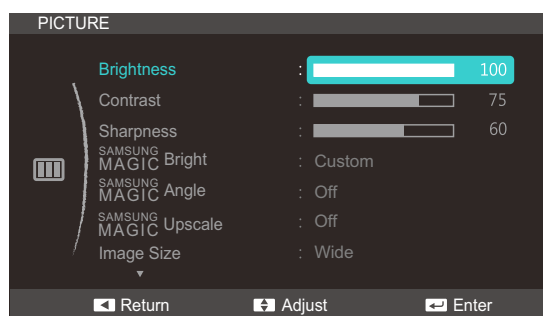 PICTURE
Brightness : 100
Contrast : 75
Sharpness : 60
SAMSUNG MAGIC Bright : Custom
SAMSUNG MAGIC Angle : Off
SAMSUNG MAGIC Upscale : Off
Image Size : Wide
Return Adjust Enter